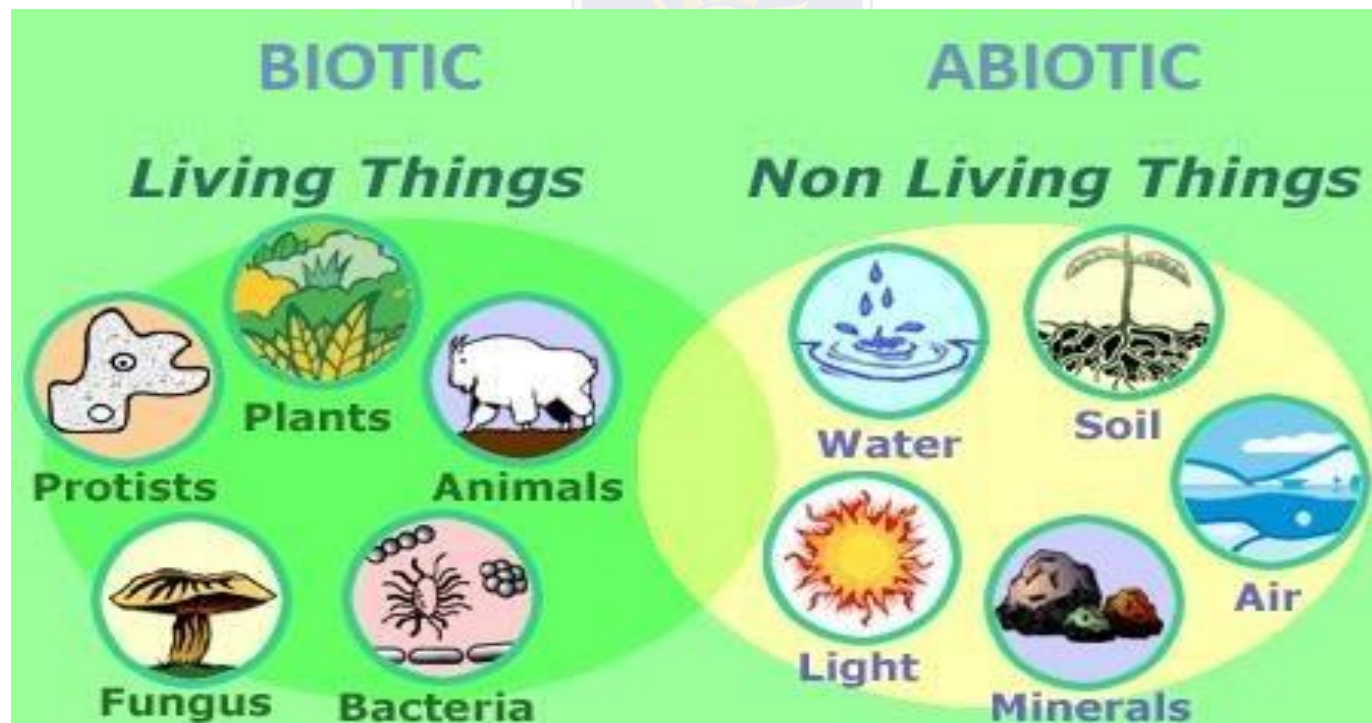 BIOTIC
ABIOTIC
Living Things
Non Living Things
Plants
Protists
Animals
Fungus
Bacteria
Water
Soil
Air
Light
Minerals